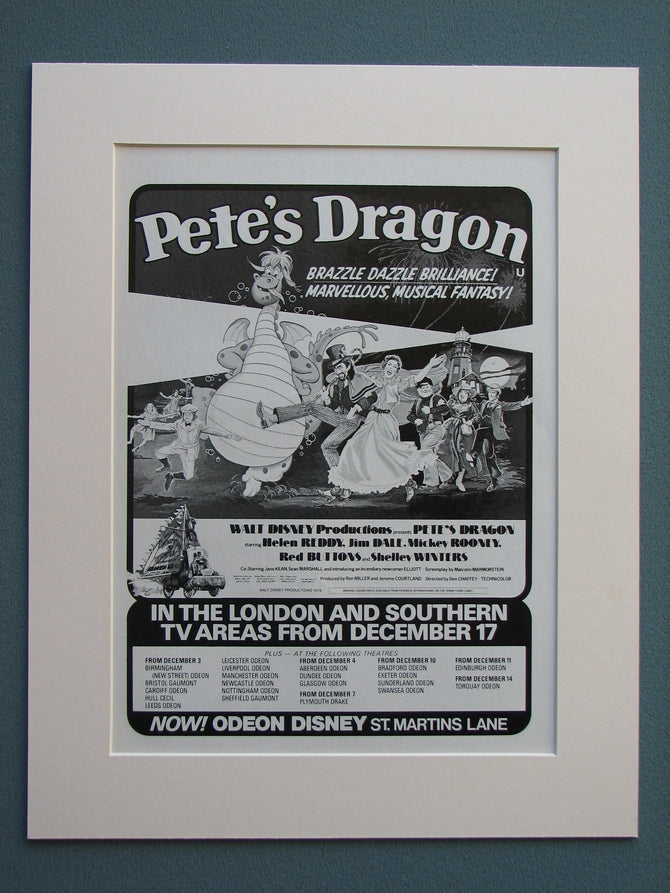 Pete's Dragon
U
BRAZZLE DAZZLE BRILLIANCE!
MARVELLOUS, MUSICAL FANTASY!
WALT DISNEY Productions presents PETE'S DRAGON
starring Helen REDDY, Jim DALE, Mickey ROONEY,
Red BUTTONS and Shelley WINTERS
Co-Starring Jane KEAN, Sean MARSHALL and introducing an incendiary newcomer ELLIOTT Screenplay by Malcolm MARMORSTEIN
Produced by Ron MILLER and Jerome COURTLAND Directed by Don CHAFFEY TECHNICOLOR
IN THE LONDON AND SOUTHERN
TV AREAS FROM DECEMBER 17
PLUS — AT THE FOLLOWING THEATRES
FROM DECEMBER 3
BIRMINGHAM
(NEW STREET) ODEON
BRISTOL GAUMONT
CARDIFF ODEON
HULL CECIL
LEEDS ODEON
LEICESTER ODEON
LIVERPOOL ODEON
MANCHESTER ODEON
NEWCASTLE ODEON
NOTTINGHAM ODEON
SHEFFIELD GAUMONT
FROM DECEMBER 4
ABERDEEN ODEON
DUNDEE ODEON
GLASGOW ODEON
FROM DECEMBER 7
PLYMOUTH DRAKE
FROM DECEMBER 10
BRADFORD ODEON
EXETER ODEON
SUNDERLAND ODEON
SWANSEA ODEON
FROM DECEMBER 11
EDINBURGH ODEON
FROM DECEMBER 14
TORQUAY ODEON
NOW! ODEON DISNEY ST. MARTINS LANE